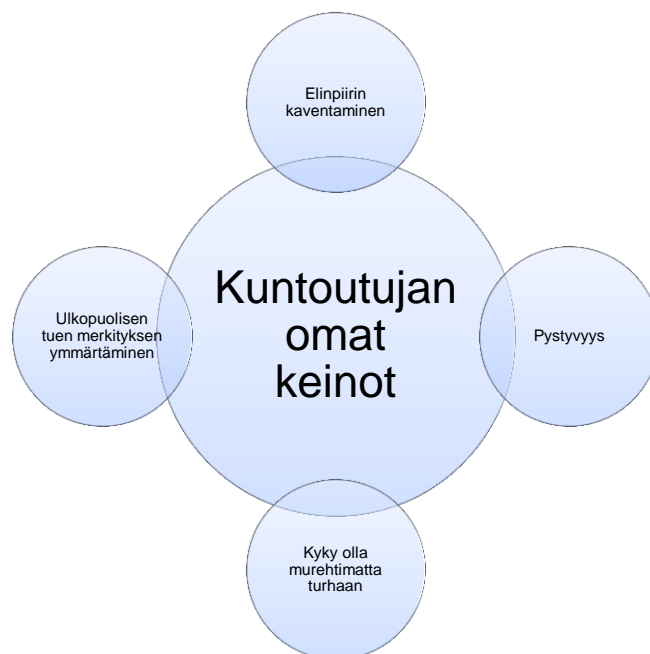 Elinpiirin
kaventaminen
Kuntoutujan
omat
keinot
Ulkopuolisen
tuen merkityksen
ymmärtäminen
Pystyvyys
Kyky olla
murehtimatta
turhaan